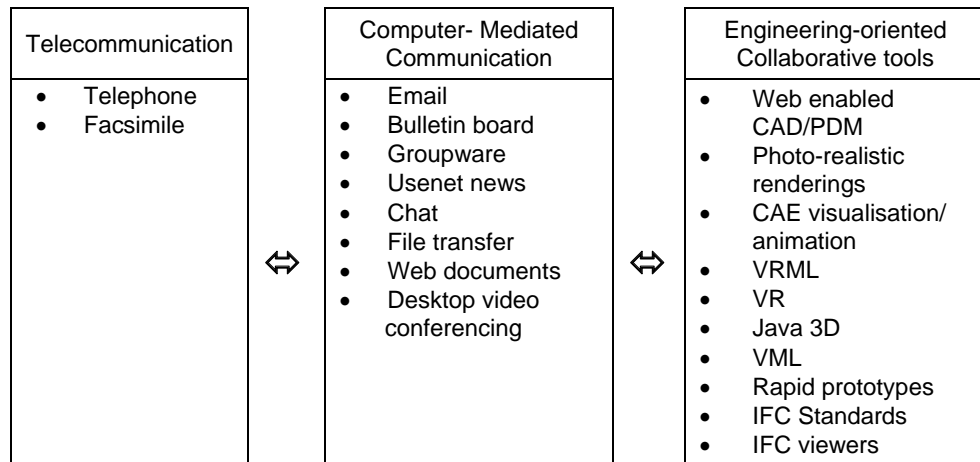 Telecommunication
• Telephone
• Facsimile
Computer- Mediated
Communication
• Email
• Bulletin board
• Groupware
• Usenet news
• Chat
• File transfer
• Web documents
• Desktop video
conferencing
Engineering-oriented
Collaborative tools
• Web enabled
CAD/PDM
• Photo-realistic
renderings
• CAE visualisation/
animation
• VRML
• VR
• Java 3D
• VML
• Rapid prototypes
• IFC Standards
• IFC viewers